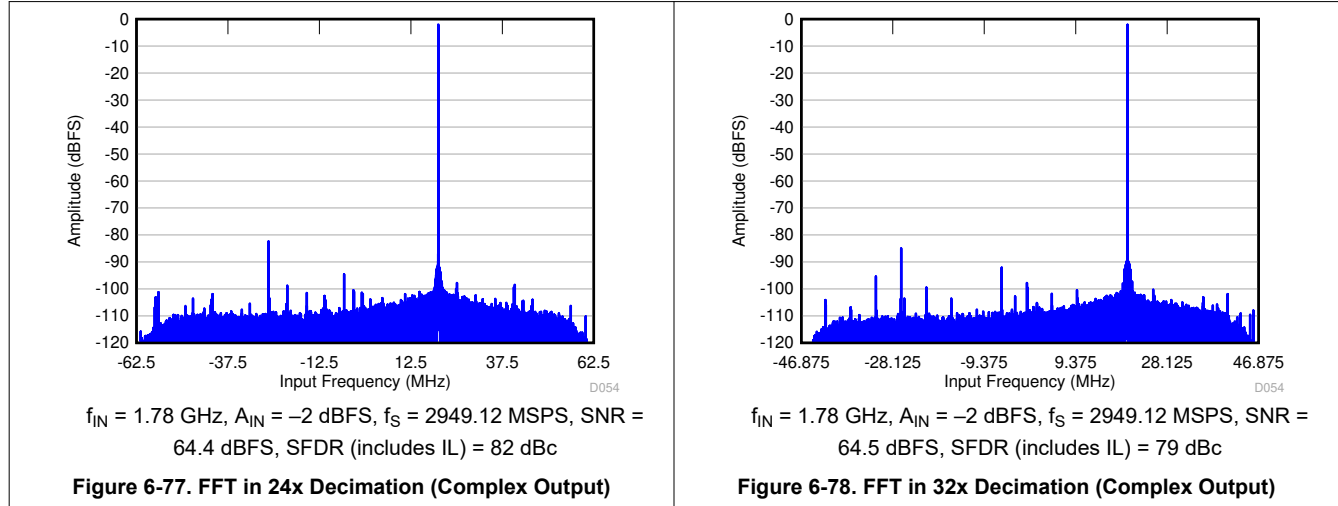 0
-10
-20
-30
-40
-50
-60
-70
-80
-90
-100
-110
-120
Amplitude (dBFS)
-62.5 -37.5 -12.5 12.5 37.5 62.5
Input Frequency (MHz)
D054
f_IN = 1.78 GHz, A_IN = –2 dBFS, f_S = 2949.12 MSPS, SNR =
64.4 dBFS, SFDR (includes IL) = 82 dBc
Figure 6-77. FFT in 24x Decimation (Complex Output)
0
-10
-20
-30
-40
-50
-60
-70
-80
-90
-100
-110
-120
Amplitude (dBFS)
-46.875 -28.125 -9.375 9.375 28.125 46.875
Input Frequency (MHz)
D054
f_IN = 1.78 GHz, A_IN = –2 dBFS, f_S = 2949.12 MSPS, SNR =
64.5 dBFS, SFDR (includes IL) = 79 dBc
Figure 6-78. FFT in 32x Decimation (Complex Output)